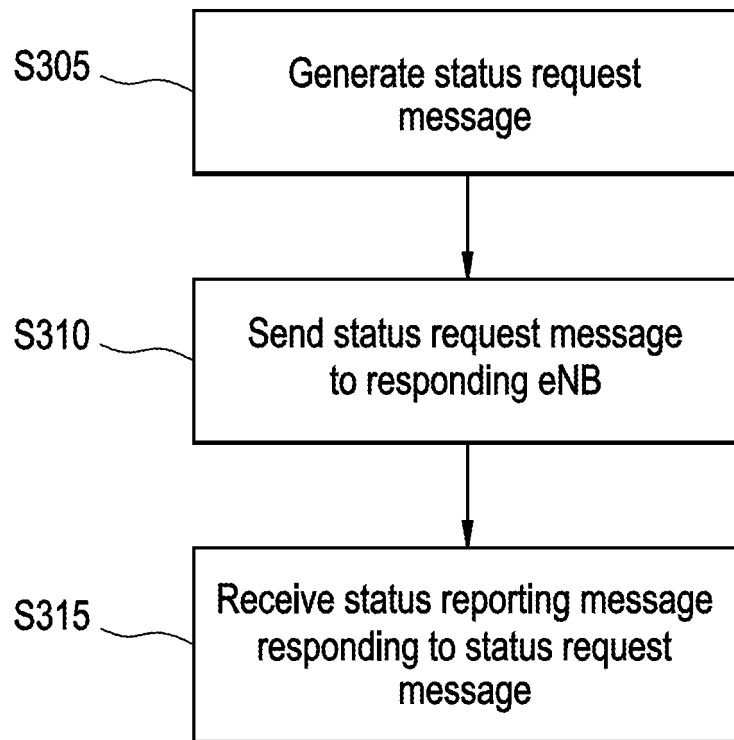 S305
Generate status request
message
S310
Send status request message
to responding eNB
S315
Receive status reporting message
responding to status request
message